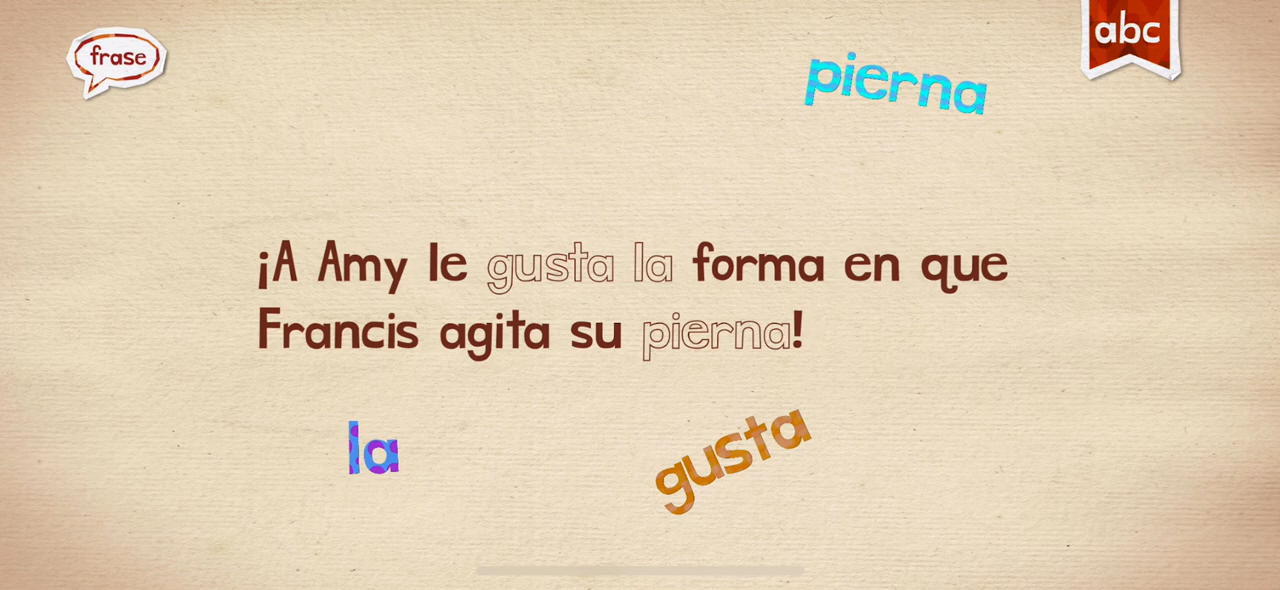 frase
abc
pierna
¡A Amy le gusta la forma en que
Francis agita su pierna!
la
gusta